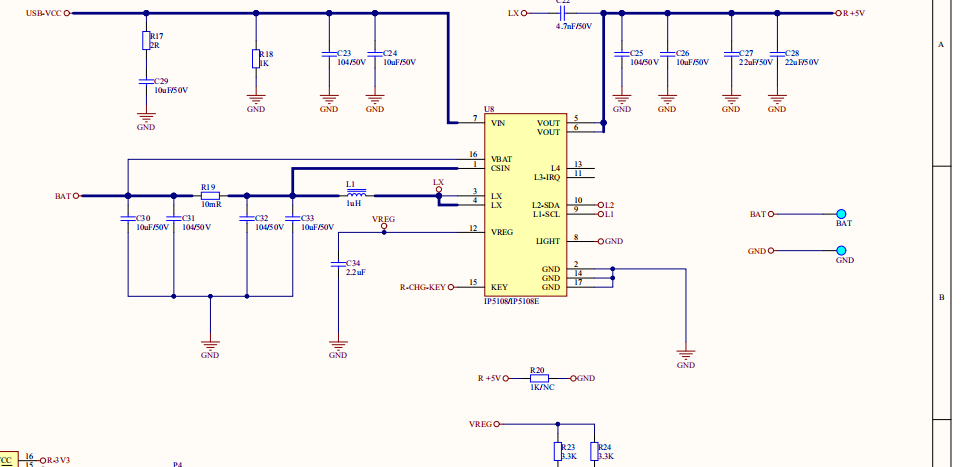 USB-VCC
R17
2R
C29
10uF/50V
GND
R18
1K
GND
C23
104/50V
GND
C24
10uF/50V
GND
LX
C22
4.7nF/50V
R +5V
C25
104/50V
GND
C26
10uF/50V
GND
C27
22uF/50V
GND
C28
22uF/50V
GND
A
U8
7 VIN VOUT 5
VOUT 6
16 VBAT
1 CSIN L4 13
L3-IRQ 11
3 LX
4 LX L2-SDA 10 L2
L1-SCL 9 L1
12 VREG
LIGHT 8 GND
GND 2
GND 14
R-CHG-KEY 15 KEY GND 17
IP5108/IP5108E
BAT
R19
10mR
L1
1uH
LX
VREG
C30
10uF/50V
C31
104/50V
C32
104/50V
C33
10uF/50V
C34
2.2uF
GND
GND
GND
BAT
BAT
GND
GND
B
R +5V
R20
1K/NC
GND
VREG
R23
3.3K
R24
3.3K
CC
16 R-3V3
15
P4